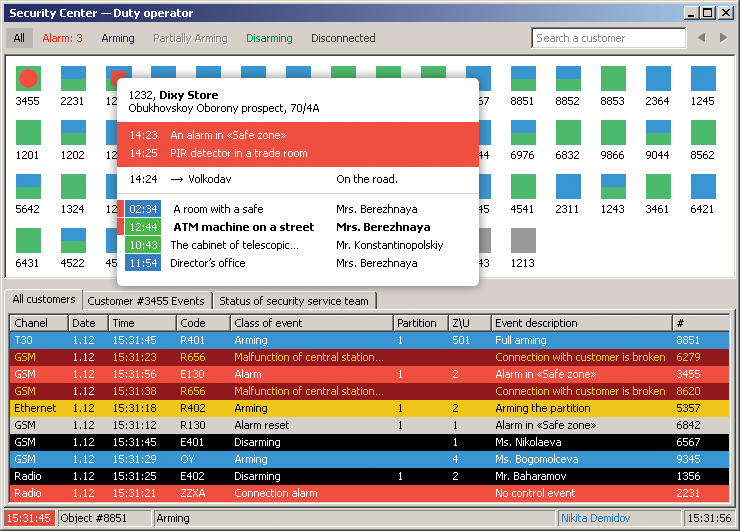 Security Center — Duty operator
All Alarm: 3 Arming Partially Arming Disarming Disconnected Search a customer
3455 2231 12 67 8851 8852 8853 2364 1245
1232, Dixy Store
Obukhovskoy Oborony prospect, 70/4A
14:23 An alarm in «Safe zone»
14:25 PIR detector in a trade room
1201 1202 12 44 6976 6832 9866 9044 8562
14:24 → Volkodav On the road.
5642 1324 12 45 4541 2311 1243 3461 6421
02:34 A room with a safe Mrs. Berezhnaya
12:44 ATM machine on a street Mrs. Berezhnaya
10:43 The cabinet of telescopic... Mr. Konstantinopolskiy
11:54 Director's office Mrs. Berezhnaya
6431 4522 45 43 1213
All customers Customer #3455 Events Status of security service team
Chanel Date Time Code Class of event Partition Z\U Event description #
T30 1.12 15:31:45 R401 Arming 1 501 Full arming 8851
GSM 1.12 15:31:23 R656 Malfunction of central station... Connection with customer is broken 6279
GSM 1.12 15:31:56 E130 Alarm 1 2 Alarm in «Safe zone» 3455
GSM 1.12 15:31:38 R656 Malfunction of central station... Connection with customer is broken 8620
Ethernet 1.12 15:31:18 R402 Arming 1 2 Arming the partition 5357
GSM 1.12 15:31:12 R130 Alarm reset 1 1 Alarm in «Safe zone» 6842
GSM 1.12 15:31:45 E401 Disarming 1 Ms. Nikolaeva 6567
GSM 1.12 15:31:29 OY Arming 4 Ms. Bogomolceva 9345
Radio 1.12 15:31:25 E402 Disarming 1 2 Mr. Baharamov 1356
Radio 1.12 15:31:21 ZZXA Connection alarm No control event 2231
15:31:45 Object #8851 Arming Nikita Demidov 15:31:56